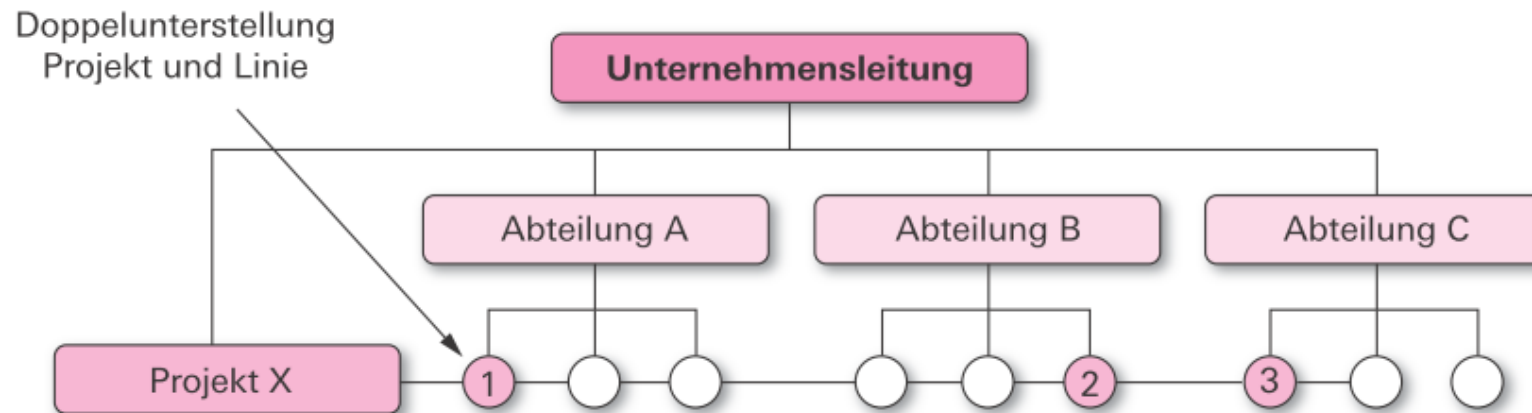 Doppelunterstellung
Projekt und Linie
Unternehmensleitung
Abteilung A
Abteilung B
Abteilung C
Projekt X
1
2
3